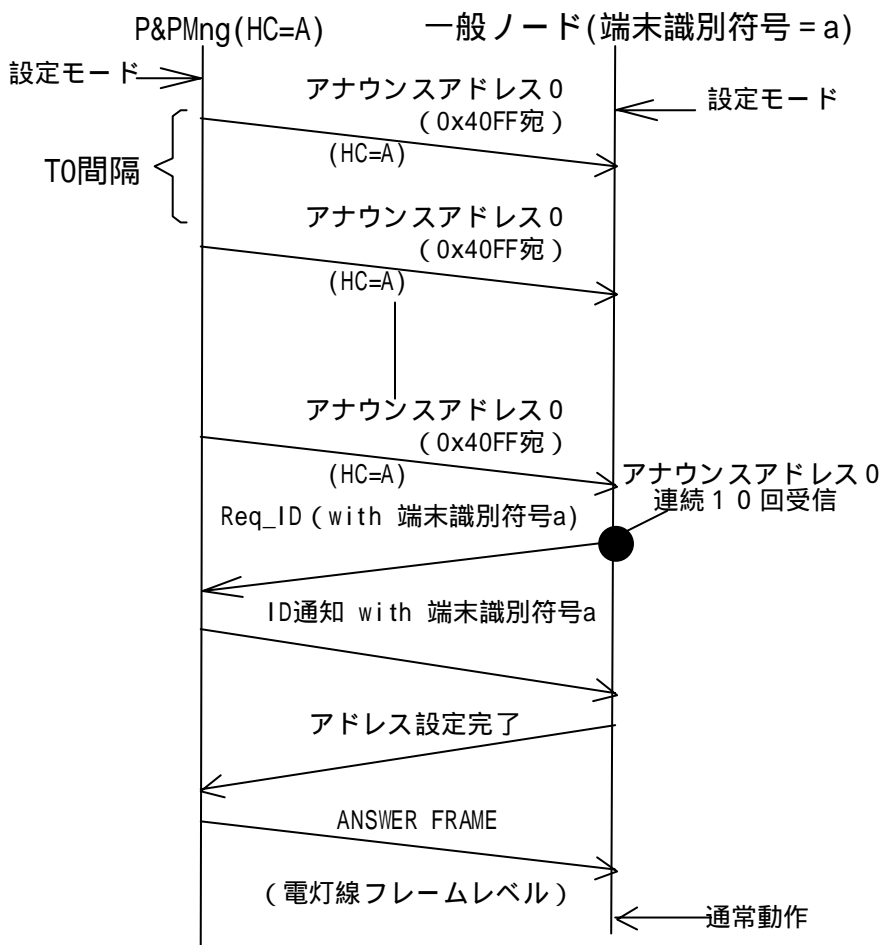 P&PMng(HC=A)
一般ノード(端末識別符号=a)
設定モード
アナウンスアドレス0
(0x40FF宛)
設定モード
(HC=A)
T0間隔
アナウンスアドレス0
(0x40FF宛)
(HC=A)
アナウンスアドレス0
(0x40FF宛)
(HC=A)
アナウンスアドレス0
連続10回受信
Req_ID(with 端末識別符号a)
ID通知 with 端末識別符号a
アドレス設定完了
ANSWER FRAME
(電灯線フレームレベル)
通常動作